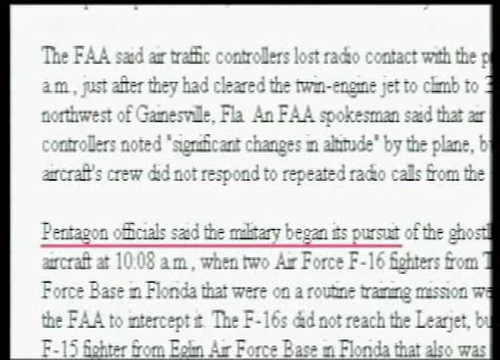 The FAA said air traffic controllers lost radio contact with the
a.m., just after they had cleared the twin-engine jet to climb to
northwest of Gainesville, Fla. An FAA spokesman said that air
controllers noted "significant changes in altitude" by the plane,
aircraft's crew did not respond to repeated radio calls from the
Pentagon officials said the military began its pursuit of the
aircraft at 10:08 a.m., when two Air Force F-16 fighters from
Force Base in Florida that were on a routine training mission
the FAA to intercept it. The F-16s did not reach the Learjet,
F-15 fighter from Eglin Air Force Base in Florida that also was